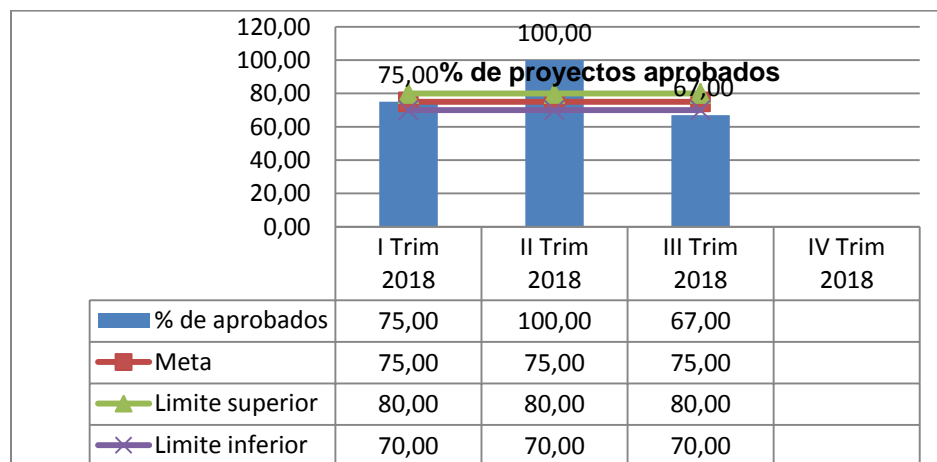 120,00
100,00
100,00
% de proyectos aprobados
75,00
67,00
80,00
60,00
40,00
20,00
0,00
I Trim 2018
II Trim 2018
III Trim 2018
IV Trim 2018
% de aprobados 75,00 100,00 67,00
Meta 75,00 75,00 75,00
Limite superior 80,00 80,00 80,00
Limite inferior 70,00 70,00 70,00